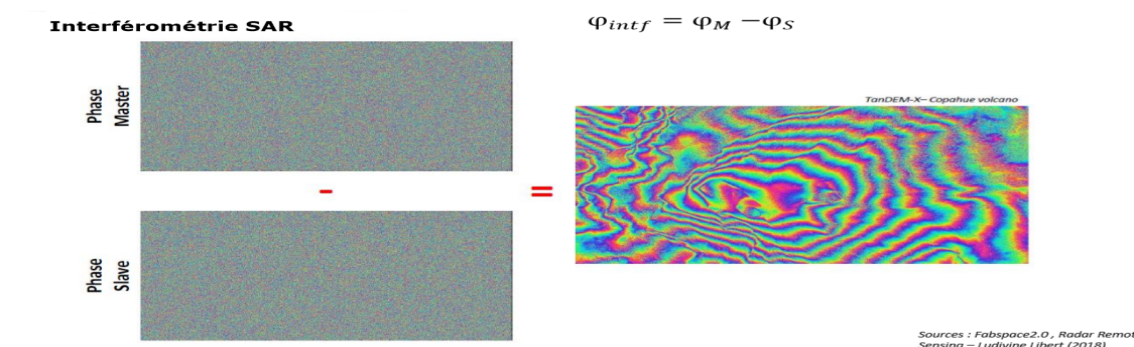 Interférométrie SAR
φintf = φM −φS
Phase
Master
-
=
Phase
Slave
TanDEM-X– Copahue volcano
Sources : Fabspace2.0 , Radar Remot
Sensing – Ludivine Libert (2018)